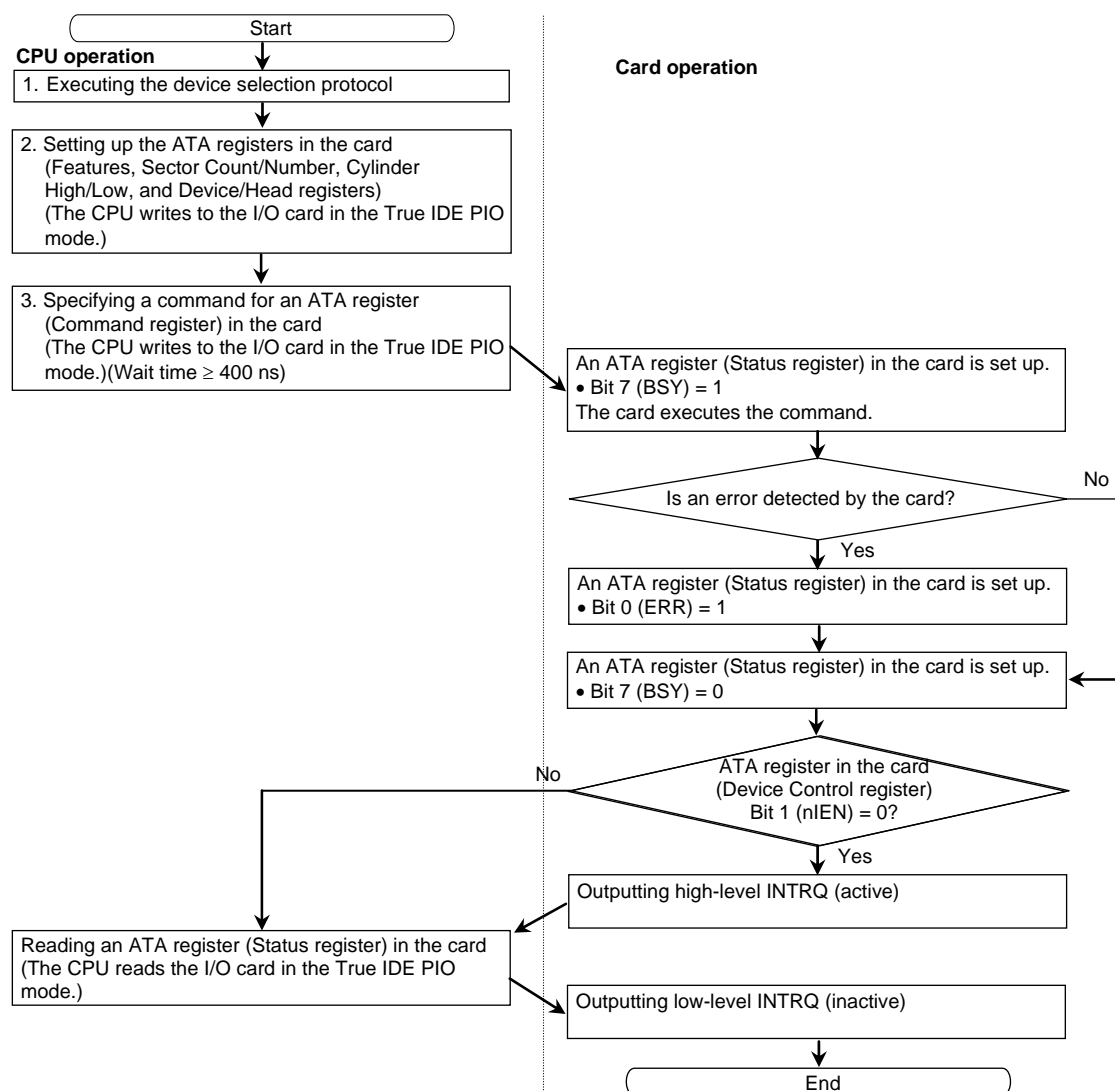 Start
CPU operation
Card operation
1. Executing the device selection protocol
2. Setting up the ATA registers in the card
(Features, Sector Count/Number, Cylinder
High/Low, and Device/Head registers)
(The CPU writes to the I/O card in the True IDE PIO
mode.)
3. Specifying a command for an ATA register
(Command register) in the card
(The CPU writes to the I/O card in the True IDE PIO
mode.)(Wait time ≥ 400 ns)
An ATA register (Status register) in the card is set up.
• Bit 7 (BSY) = 1
The card executes the command.
Is an error detected by the card?
No
Yes
An ATA register (Status register) in the card is set up.
• Bit 0 (ERR) = 1
An ATA register (Status register) in the card is set up.
• Bit 7 (BSY) = 0
ATA register in the card
(Device Control register)
Bit 1 (nIEN) = 0?
No
Yes
Outputting high-level INTRQ (active)
Reading an ATA register (Status register) in the card
(The CPU reads the I/O card in the True IDE PIO
mode.)
Outputting low-level INTRQ (inactive)
End